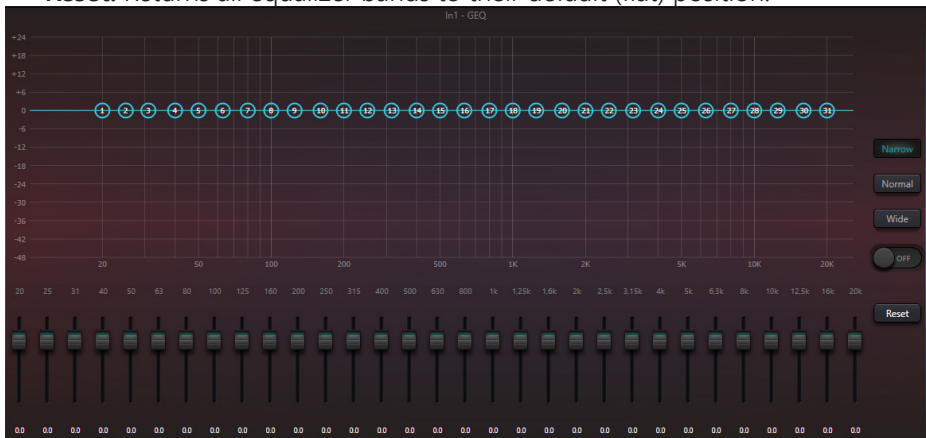 Reset: Returns all equalizer bands to their default (flat) position.
In1 - GEQ
+24
+18
+12
+6
0
-6
-12
-18
-24
-30
-36
-42
-48
1 2 3 4 5 6 7 8 9 10 11 12 13 14 15 16 17 18 19 20 21 22 23 24 25 26 27 28 29 30 31
20 50 100 200 500 1K 2K 5K 10K 20K
Narrow
Normal
Wide
OFF
Reset
20 25 31 40 50 63 80 100 125 160 200 250 315 400 500 630 800 1k 1,25k 1,6k 2k 2,5k 3,15k 4k 5k 6,3k 8k 10k 12,5k 16k 20k
0.0 0.0 0.0 0.0 0.0 0.0 0.0 0.0 0.0 0.0 0.0 0.0 0.0 0.0 0.0 0.0 0.0 0.0 0.0 0.0 0.0 0.0 0.0 0.0 0.0 0.0 0.0 0.0 0.0 0.0 0.0